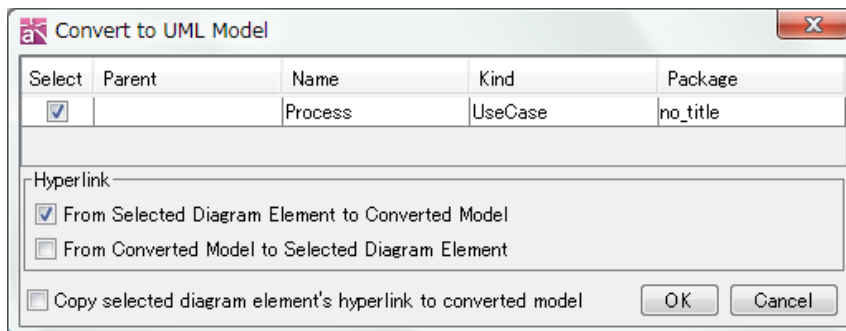 Convert to UML Model
Select Parent Name Kind Package
Process UseCase no_title
Hyperlink
From Selected Diagram Element to Converted Model
From Converted Model to Selected Diagram Element
Copy selected diagram element's hyperlink to converted model OK Cancel